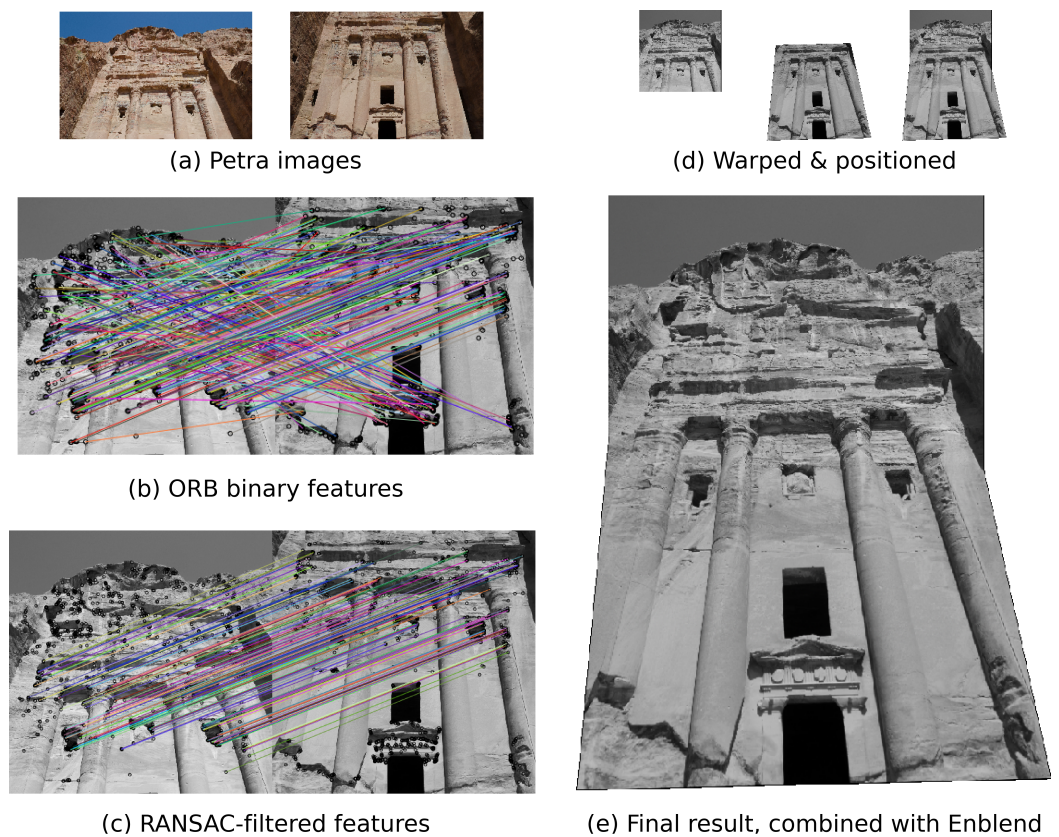 (a) Petra images
(b) ORB binary features
(c) RANSAC-filtered features
(d) Warped & positioned
(e) Final result, combined with Enblend